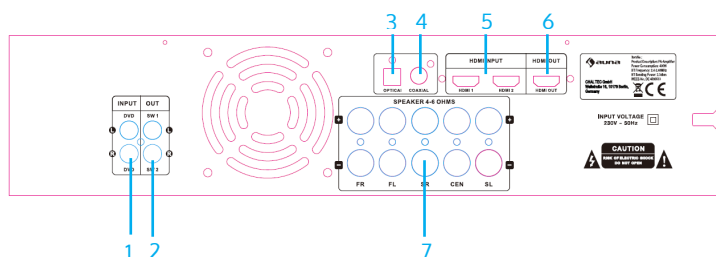 3 4 5 6
HDMI INPUT HDMI OUT
auna
OPTICAL COAXIAL
HDMI 1 HDMI 2 HDMI OUT
CHAL-TEC GmbH
Wallstraße 16, 10179 Berlin,
Germany
INPUT OUT
DVD SW 1
L L
R R
DVD SW 2
SPEAKER 4-6 OHMS
FR FL SR CEN SL
INPUT VOLTAGE
230V ~ 50Hz
CAUTION
RISK OF ELECTRIC SHOCK
DO NOT OPEN
1 2 7